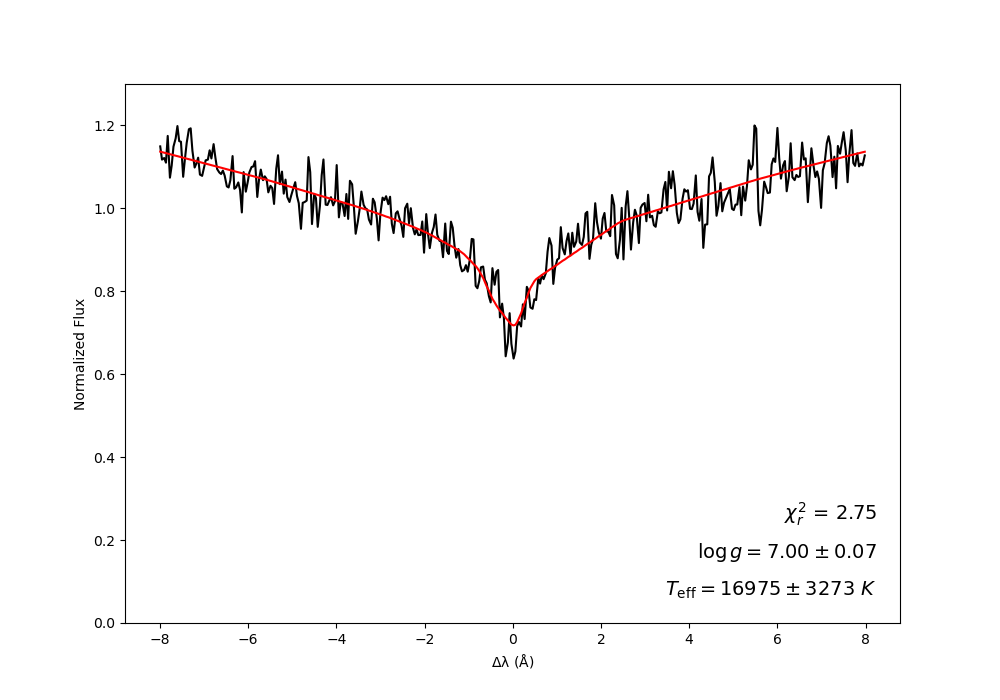 1.2
1.0
0.8
0.6
0.4
0.2
0.0
Normalized Flux
χ²ᵣ = 2.75
log g = 7.00 ± 0.07
T_eff = 16975 ± 3273 K
−8 −6 −4 −2 0 2 4 6 8
Δλ (Å)